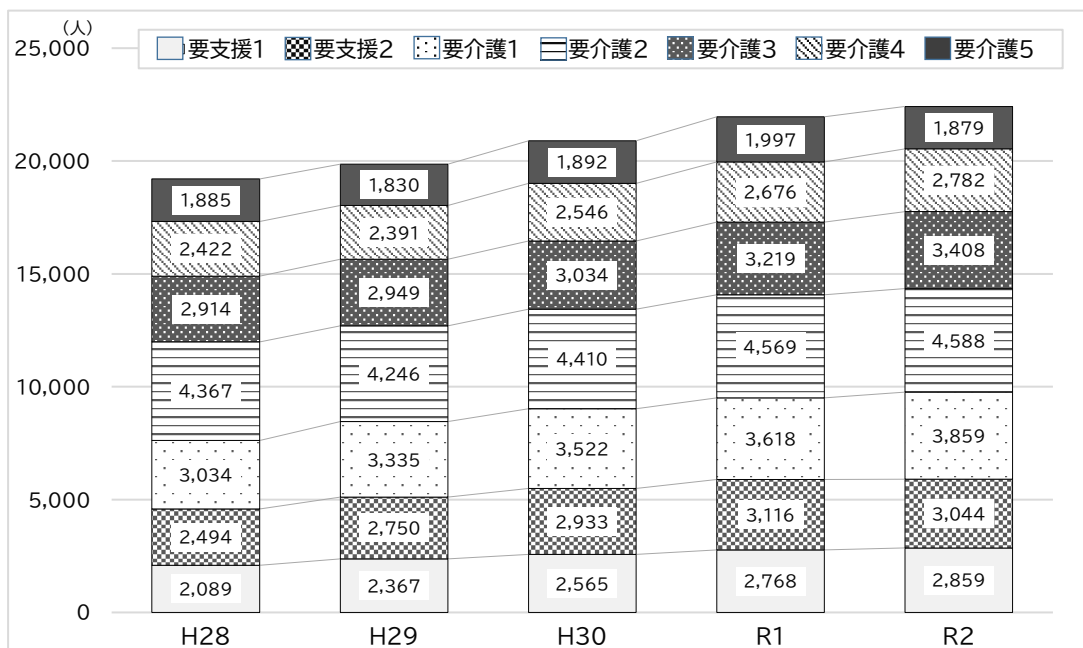 （人）
25,000
要支援1 要支援2 要介護1 要介護2 要介護3 要介護4 要介護5
20,000
15,000
10,000
5,000
0
1,885 1,830 1,892 1,997 1,879
2,422 2,391 2,546 2,676 2,782
2,914 2,949 3,034 3,219 3,408
4,367 4,246 4,410 4,569 4,588
3,034 3,335 3,522 3,618 3,859
2,494 2,750 2,933 3,116 3,044
2,089 2,367 2,565 2,768 2,859
H28 H29 H30 R1 R2